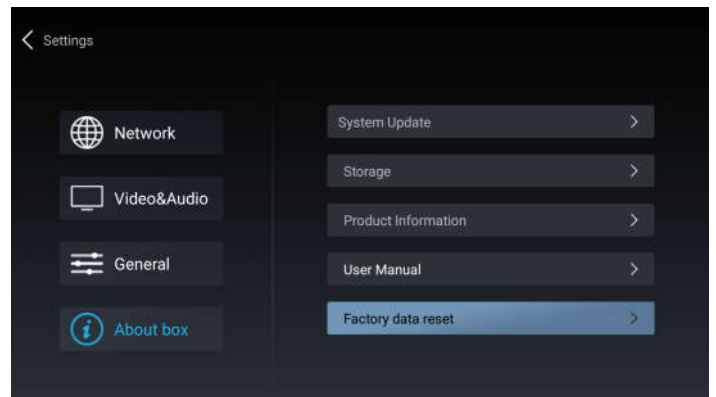 Settings
Network
Video&Audio
General
About box
System Update
Storage
Product Information
User Manual
Factory data reset